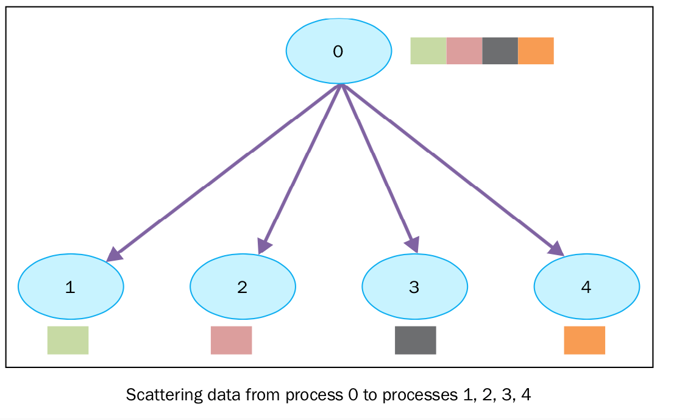 0
1 2 3 4
Scattering data from process 0 to processes 1, 2, 3, 4